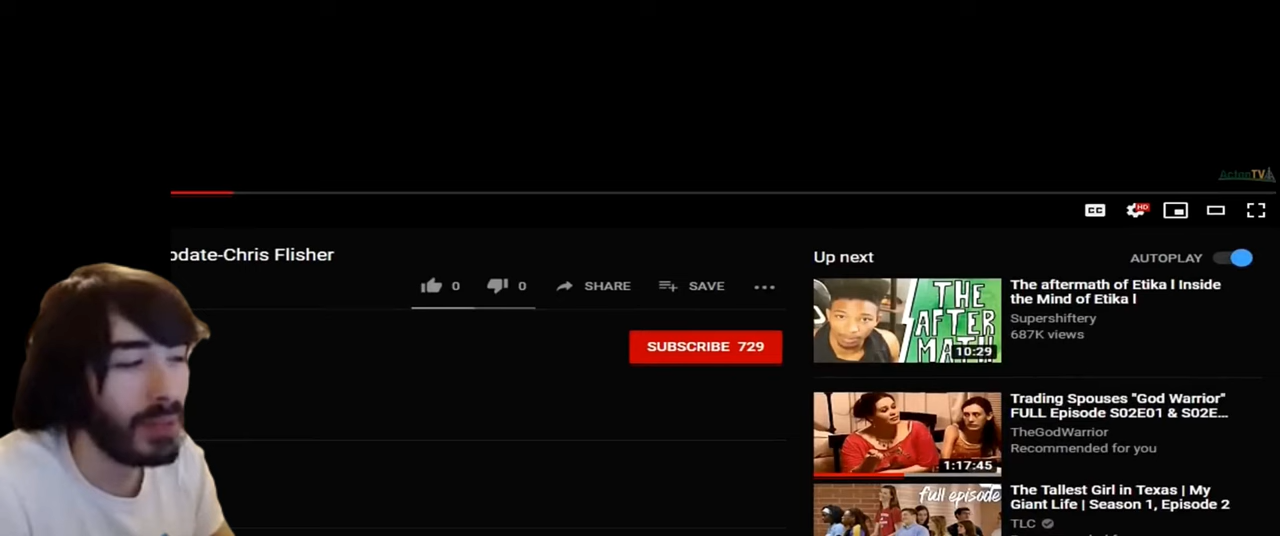 ActonTV
CC
HD
odate-Chris Flisher
0
0
SHARE
SAVE
SUBSCRIBE 729
Up next
AUTOPLAY
THE
AFTER
MATH
10:29
The aftermath of Etika l Inside
the Mind of Etika l
Supershiftery
687K views
1:17:45
Trading Spouses "God Warrior"
FULL Episode S02E01 & S02E...
TheGodWarrior
Recommended for you
full episode
The Tallest Girl in Texas | My
Giant Life | Season 1, Episode 2
TLC